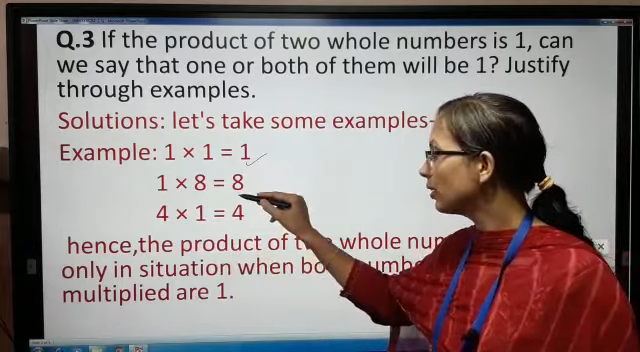 Q.3 If the product of two whole numbers is 1, can
we say that one or both of them will be 1? Justify
through examples.
Solutions: let's take some examples-
Example: 1 × 1 = 1
1 × 8 = 8
4 × 1 = 4
hence,the product of whole
only in situation when
multiplied are 1.